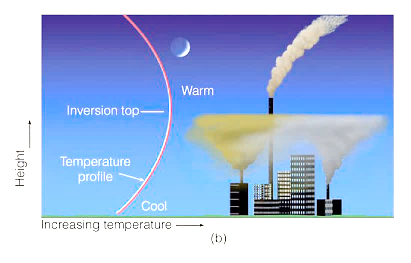 Warm
Inversion top
Height
Temperature
profile
Cool
Increasing temperature
(b)